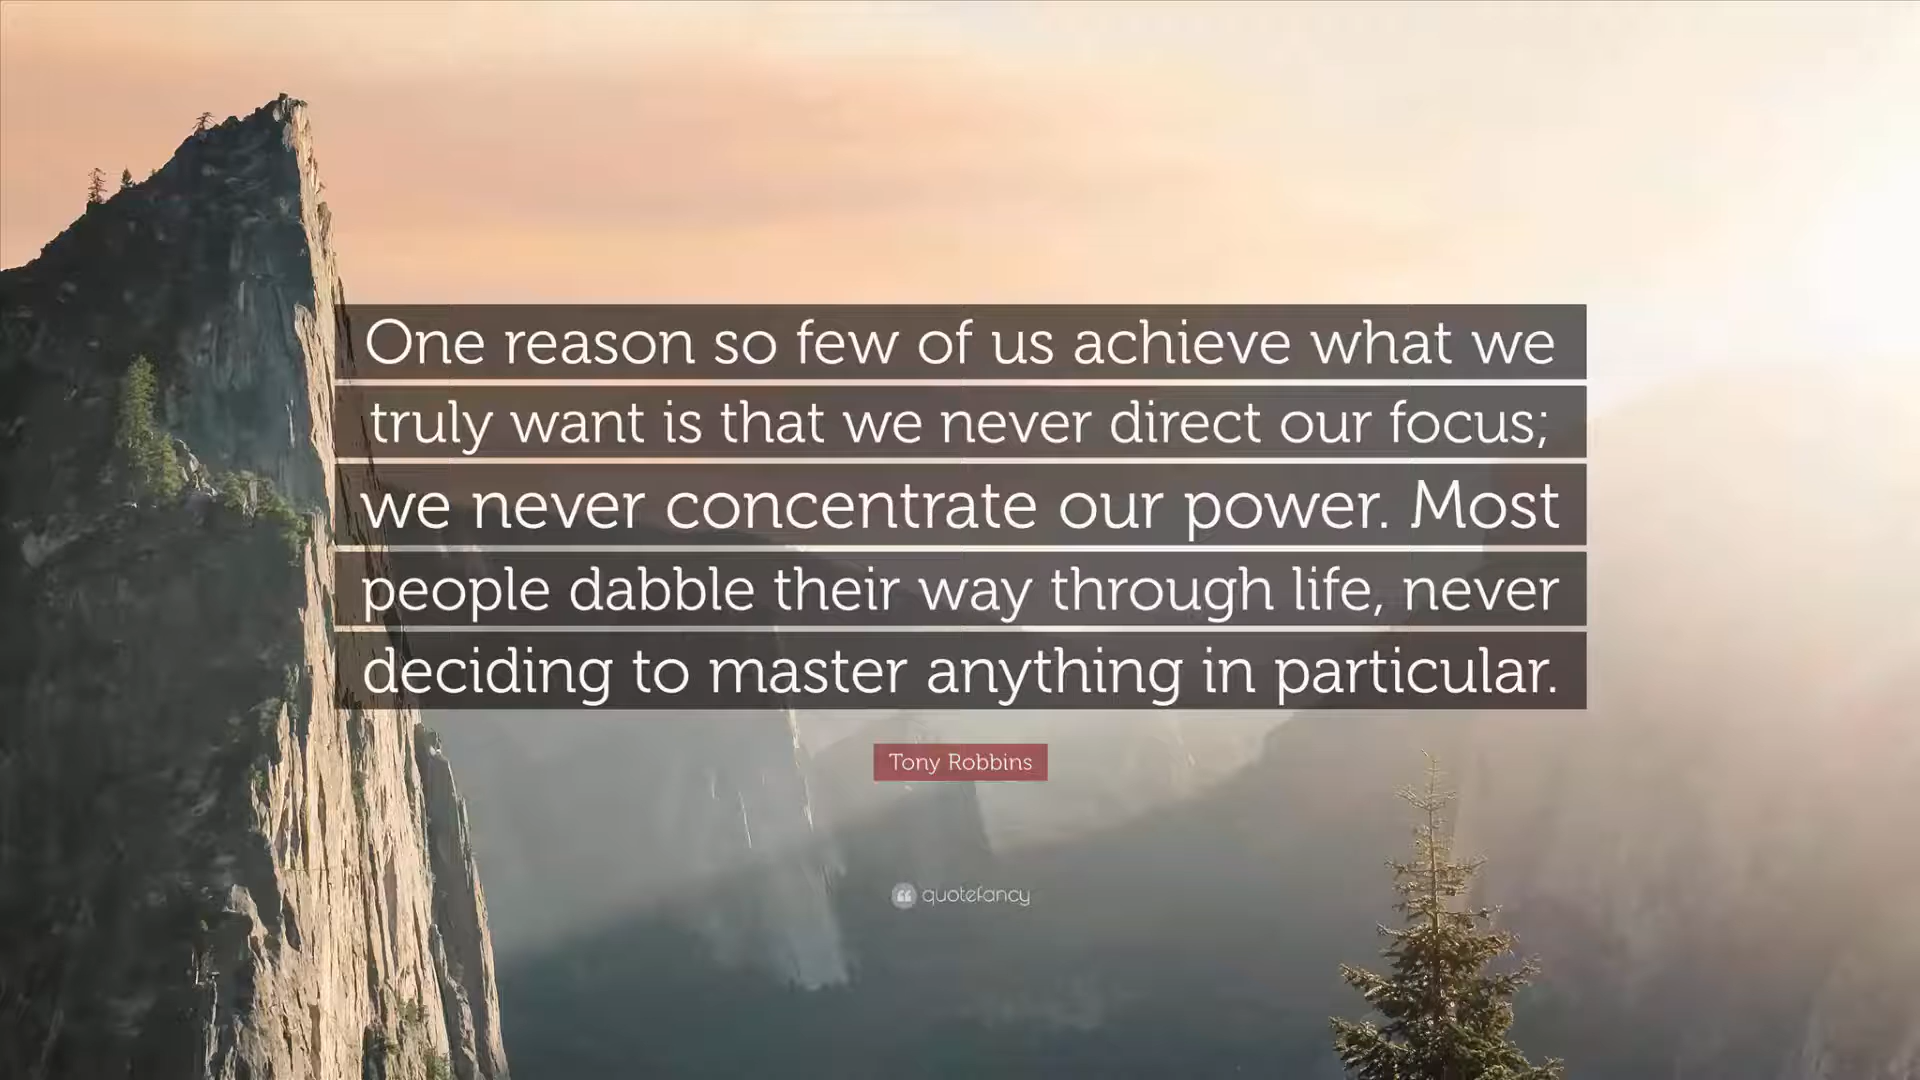 One reason so few of us achieve what we
truly want is that we never direct our focus;
we never concentrate our power. Most
people dabble their way through life, never
deciding to master anything in particular.
Tony Robbins
quotefancy